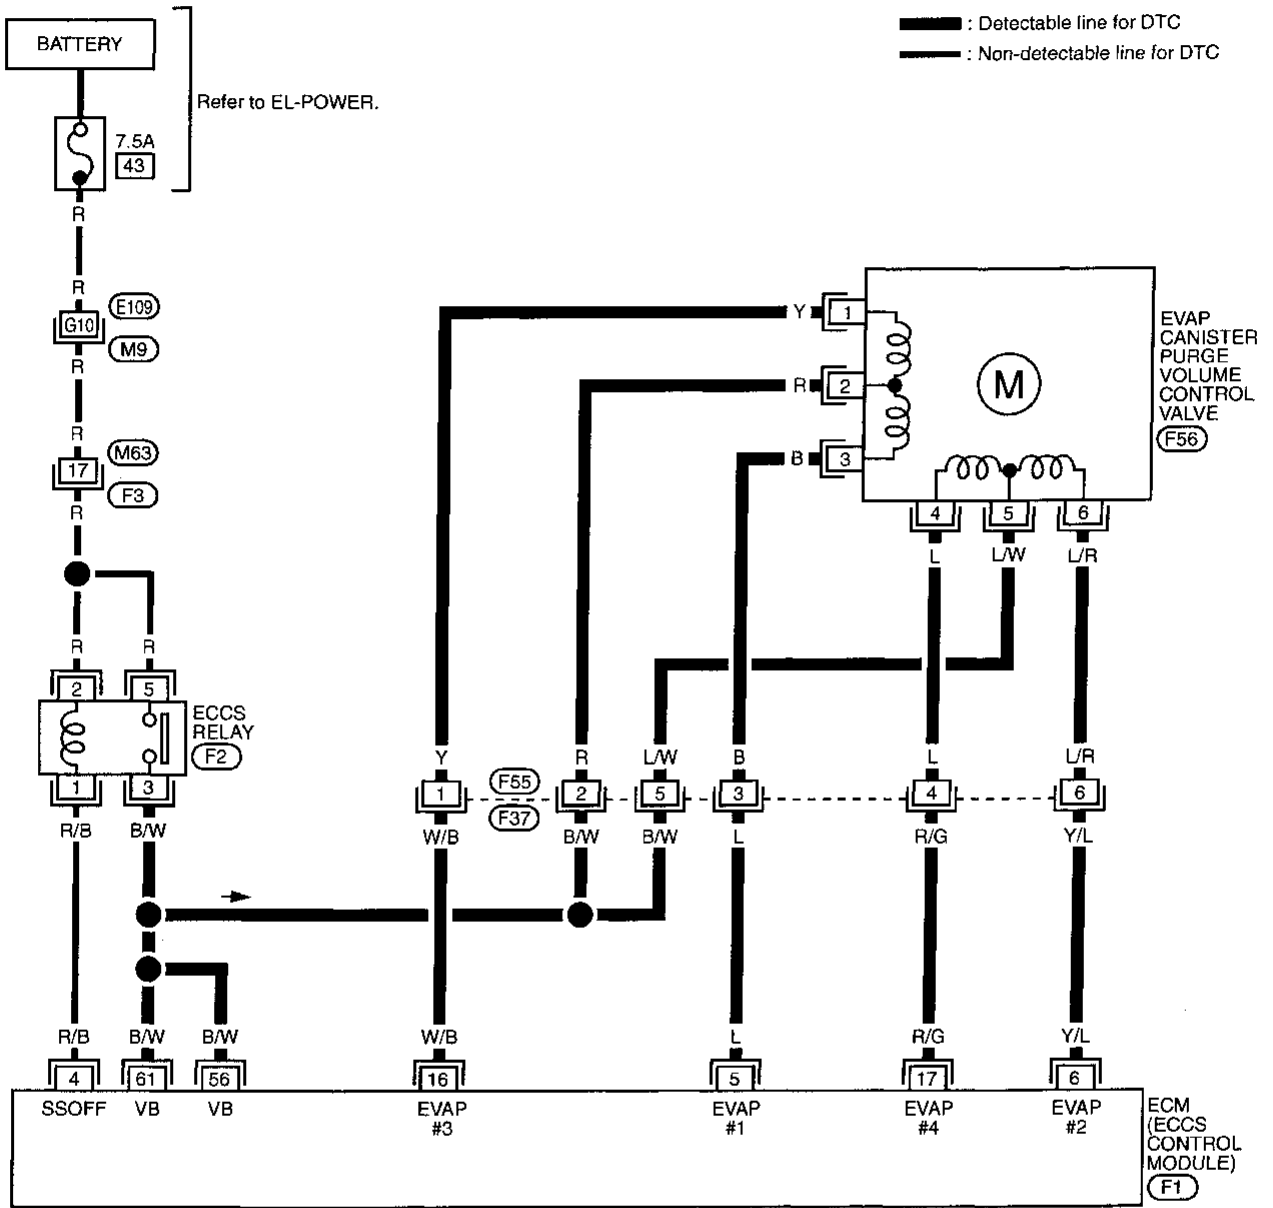 BATTERY
Refer to EL-POWER.
7.5A
43
: Detectable line for DTC
: Non-detectable line for DTC
R
R
G10
E109
M9
R
R
17
M63
F3
R
R
R
2
5
ECCS
RELAY
F2
1
3
R/B
B/W
Y
1
R
2
B
3
M
EVAP
CANISTER
PURGE
VOLUME
CONTROL
VALVE
F56
4
5
6
L
L/W
L/R
Y
R
L/W
B
L
L/R
1
F55
F37
2
5
3
4
6
W/B
B/W
B/W
L
R/G
Y/L
R/B
B/W
B/W
W/B
L
R/G
Y/L
4
61
56
16
5
17
6
SSOFF
VB
VB
EVAP
#3
EVAP
#1
EVAP
#4
EVAP
#2
ECM
(ECCS
CONTROL
MODULE)
F1